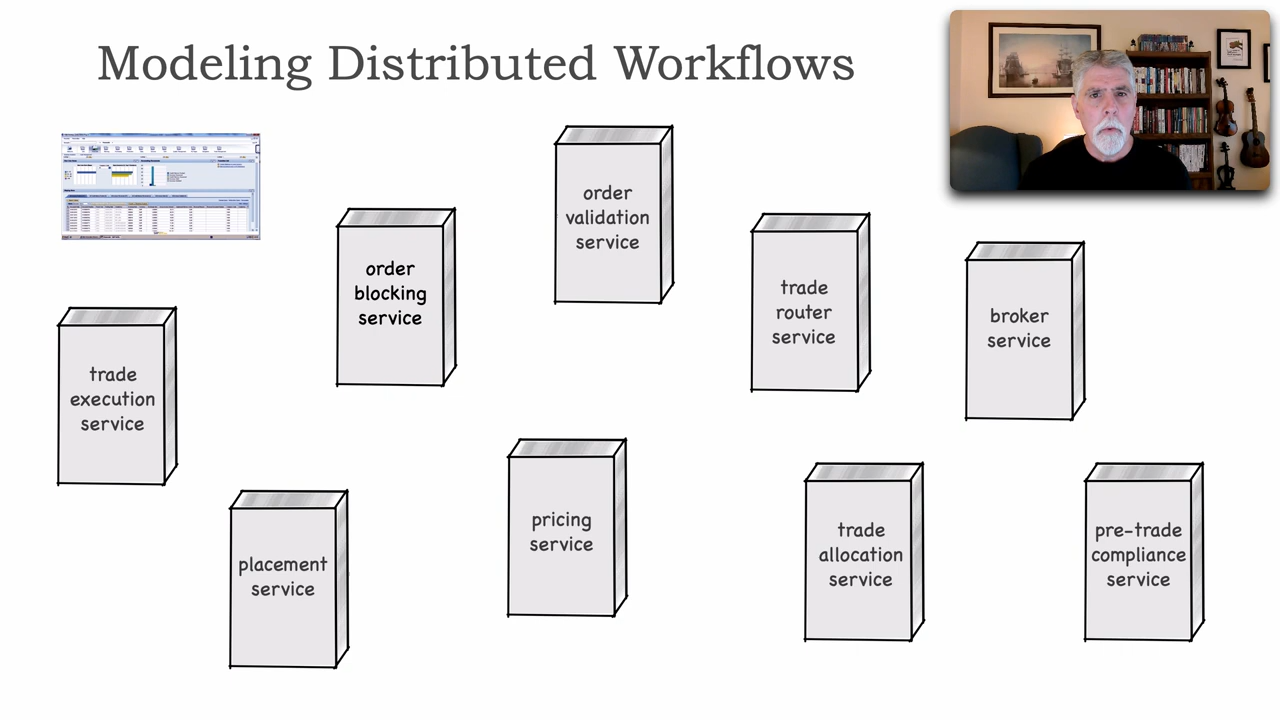 Modeling Distributed Workflows
order
validation
service
order
blocking
service
trade
router
service
broker
service
trade
execution
service
placement
service
pricing
service
trade
allocation
service
pre-trade
compliance
service